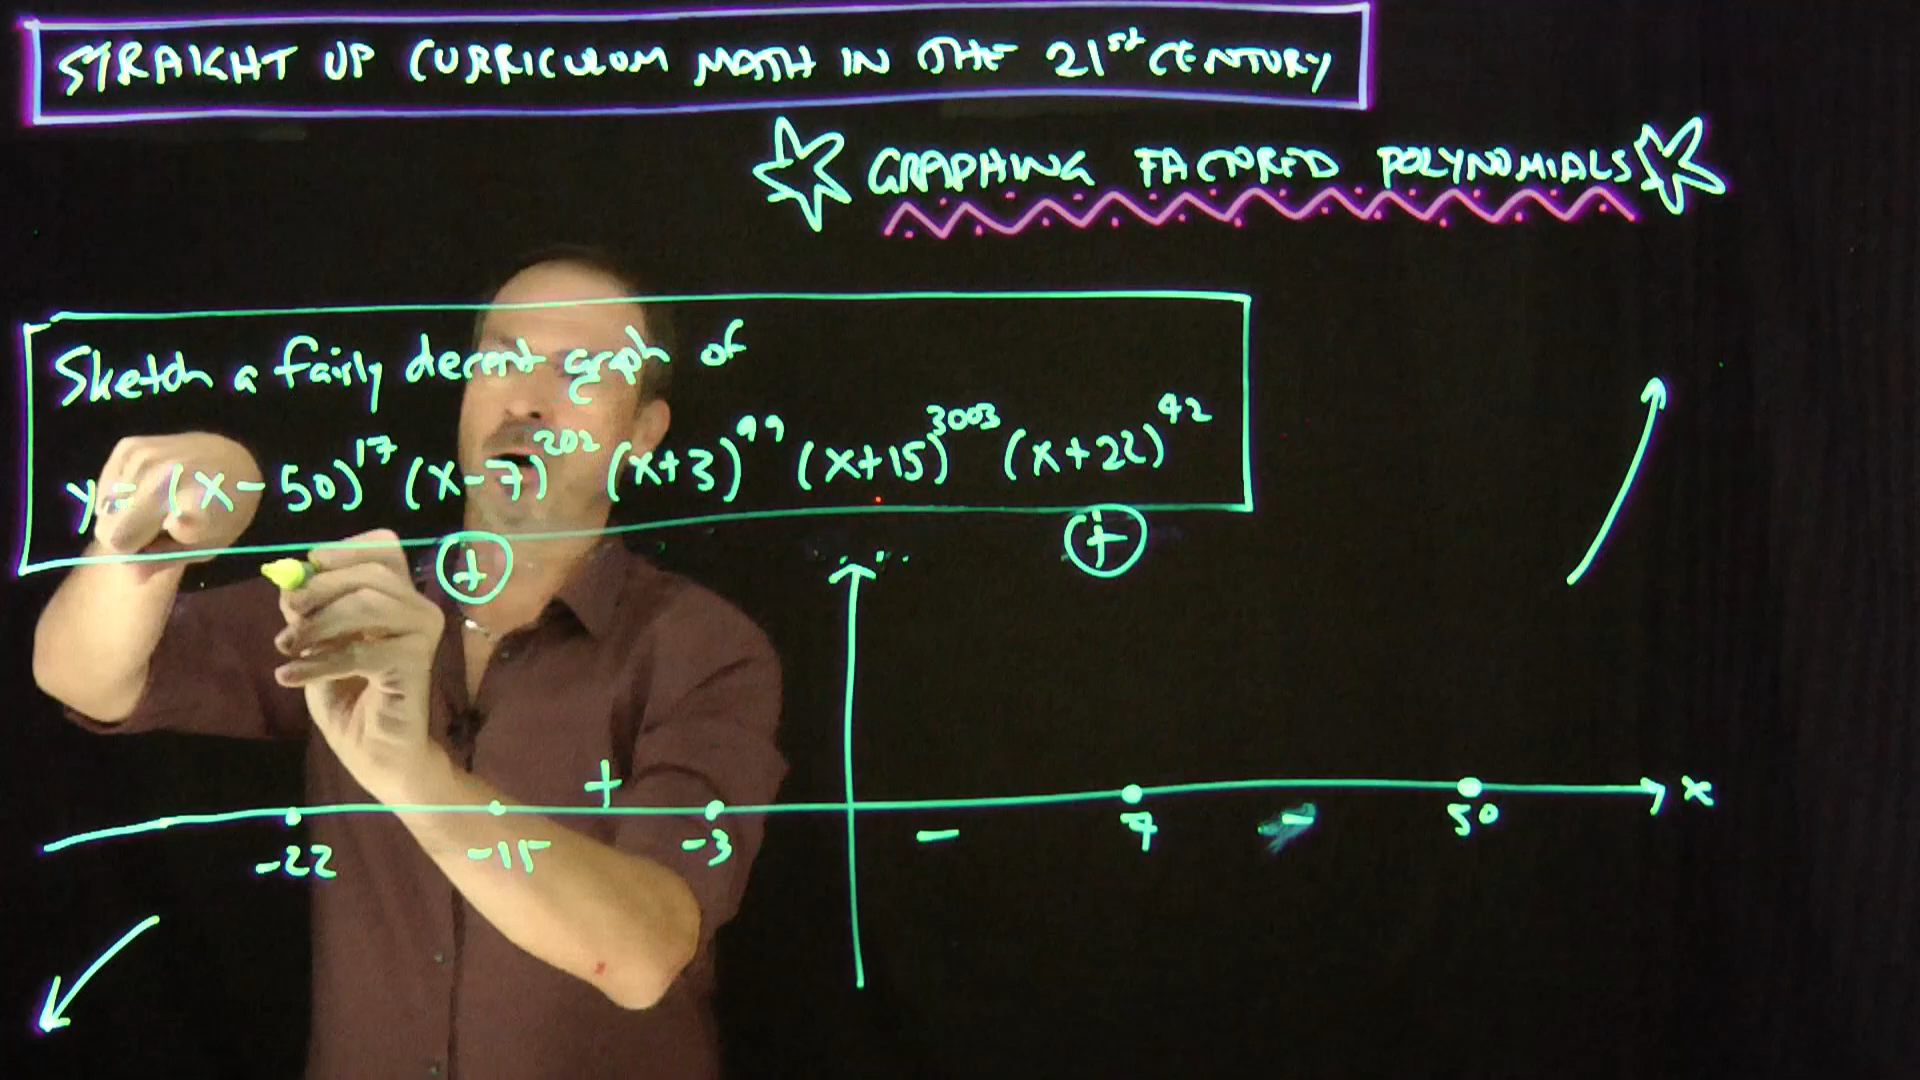 STRAIGHT UP CURRICULUM MATH IN THE 21st CENTURY
GRAPHING FACTORED POLYNOMIALS
Sketch a fairly decent graph of
y = (x-50)^17 (x-7)^202 (x+3)^99 (x+15)^3003 (x+22)^42
+ +
+
x
-22 -15 -3 - 7 - 50